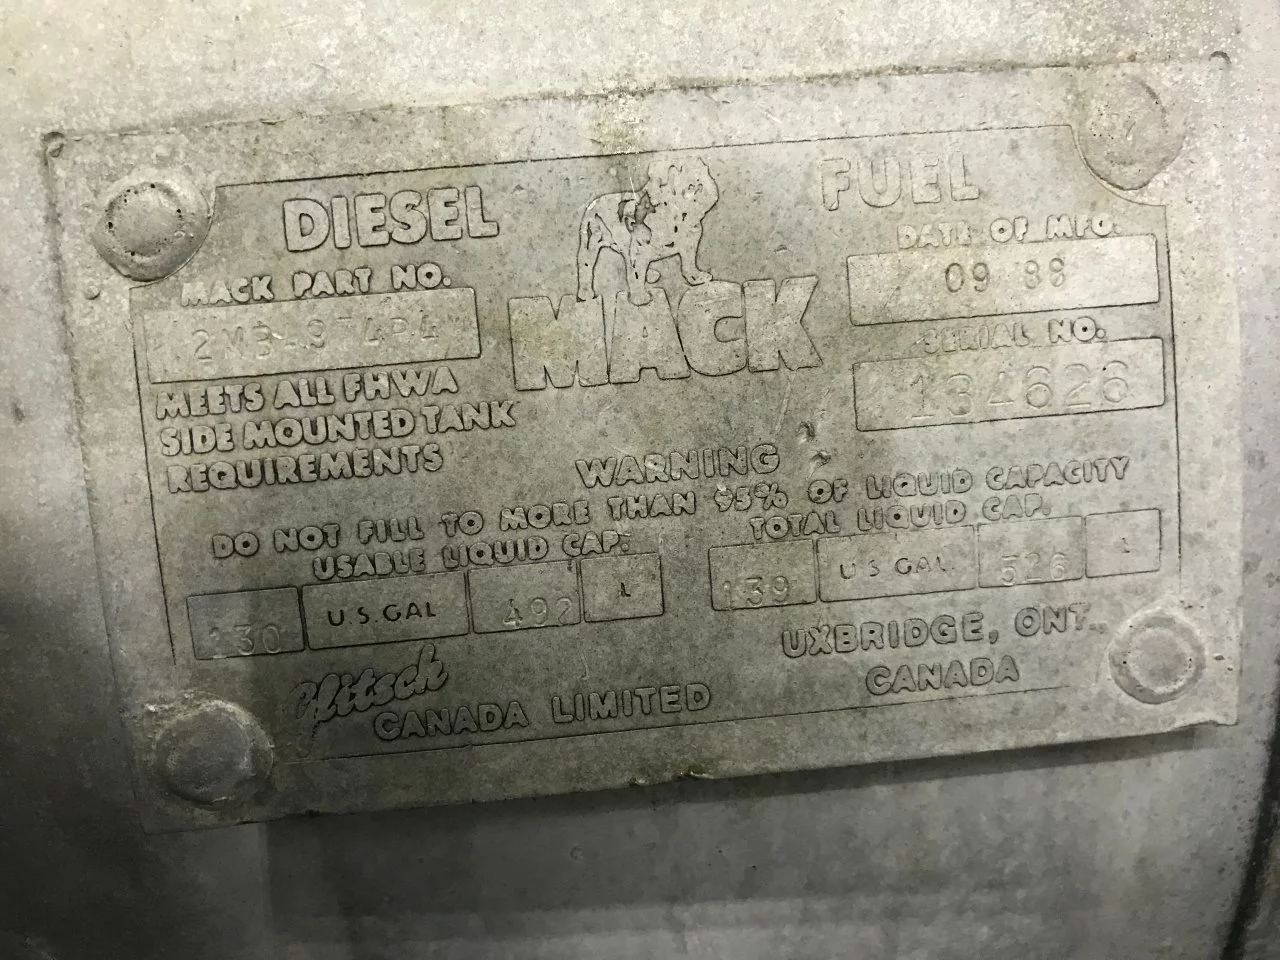 DIESEL FUEL
MACK PART NO.
DATE OF MFG.
09 88
MACK
SERIAL NO.
134626
MEETS ALL FHWA
SIDE MOUNTED TANK
REQUIREMENTS
WARNING
DO NOT FILL TO MORE THAN 95% OF LIQUID CAPACITY
USABLE LIQUID CAP.
TOTAL LIQUID CAP.
130 U.S.GAL 492 L
139 U S GAL. 526 L
CANADA LIMITED
UXBRIDGE, ONT.,
CANADA